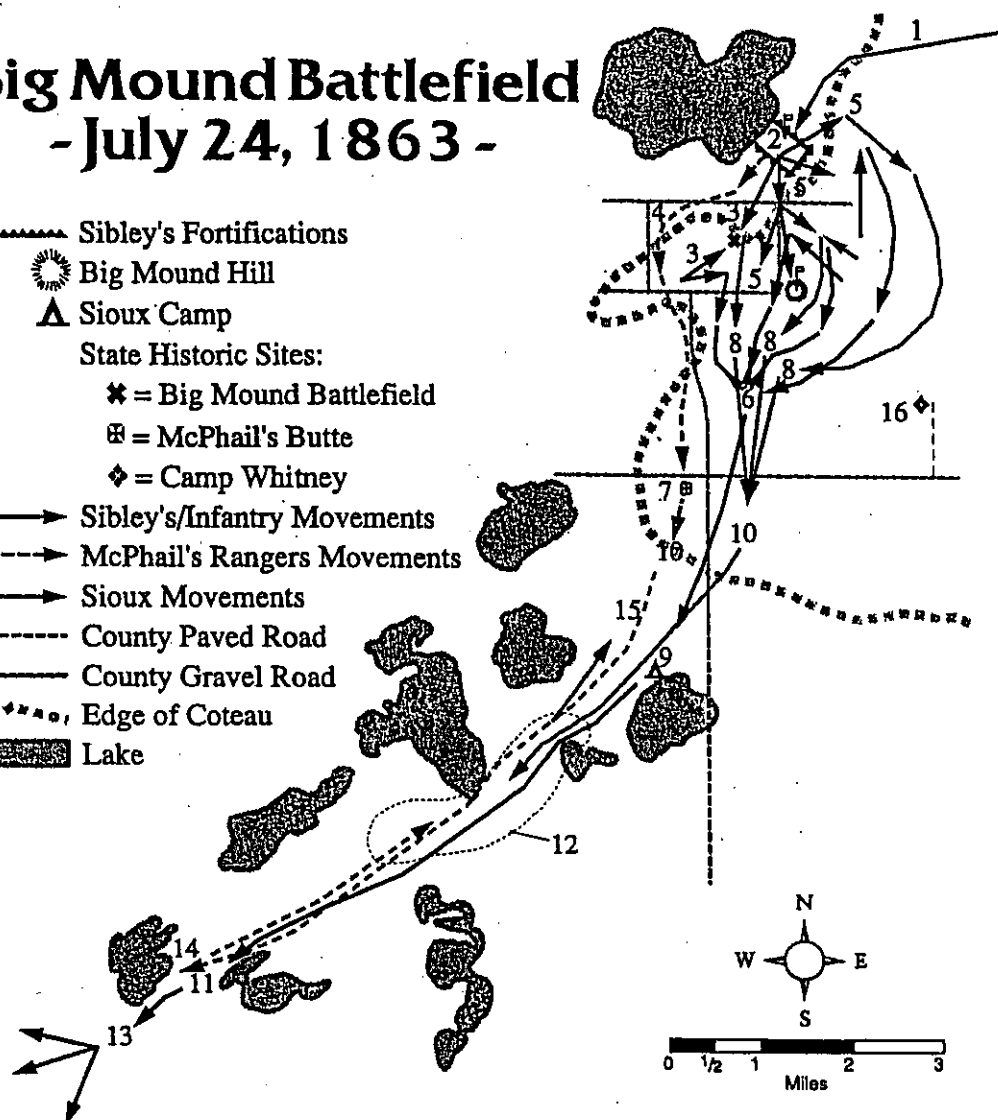 ig Mound Battlefield
- July 24, 1863 -
Sibley's Fortifications
Big Mound Hill
Sioux Camp
State Historic Sites:
= Big Mound Battlefield
= McPhail's Butte
= Camp Whitney
Sibley's/Infantry Movements
McPhail's Rangers Movements
Sioux Movements
County Paved Road
County Gravel Road
Edge of Coteau
Lake
1
5
P
2
5
4
3
3
5
P
8
8
8
6
16
7
10
10
15
9
12
14
11
13
N
W E
S
0 1/2 1 2 3
Miles